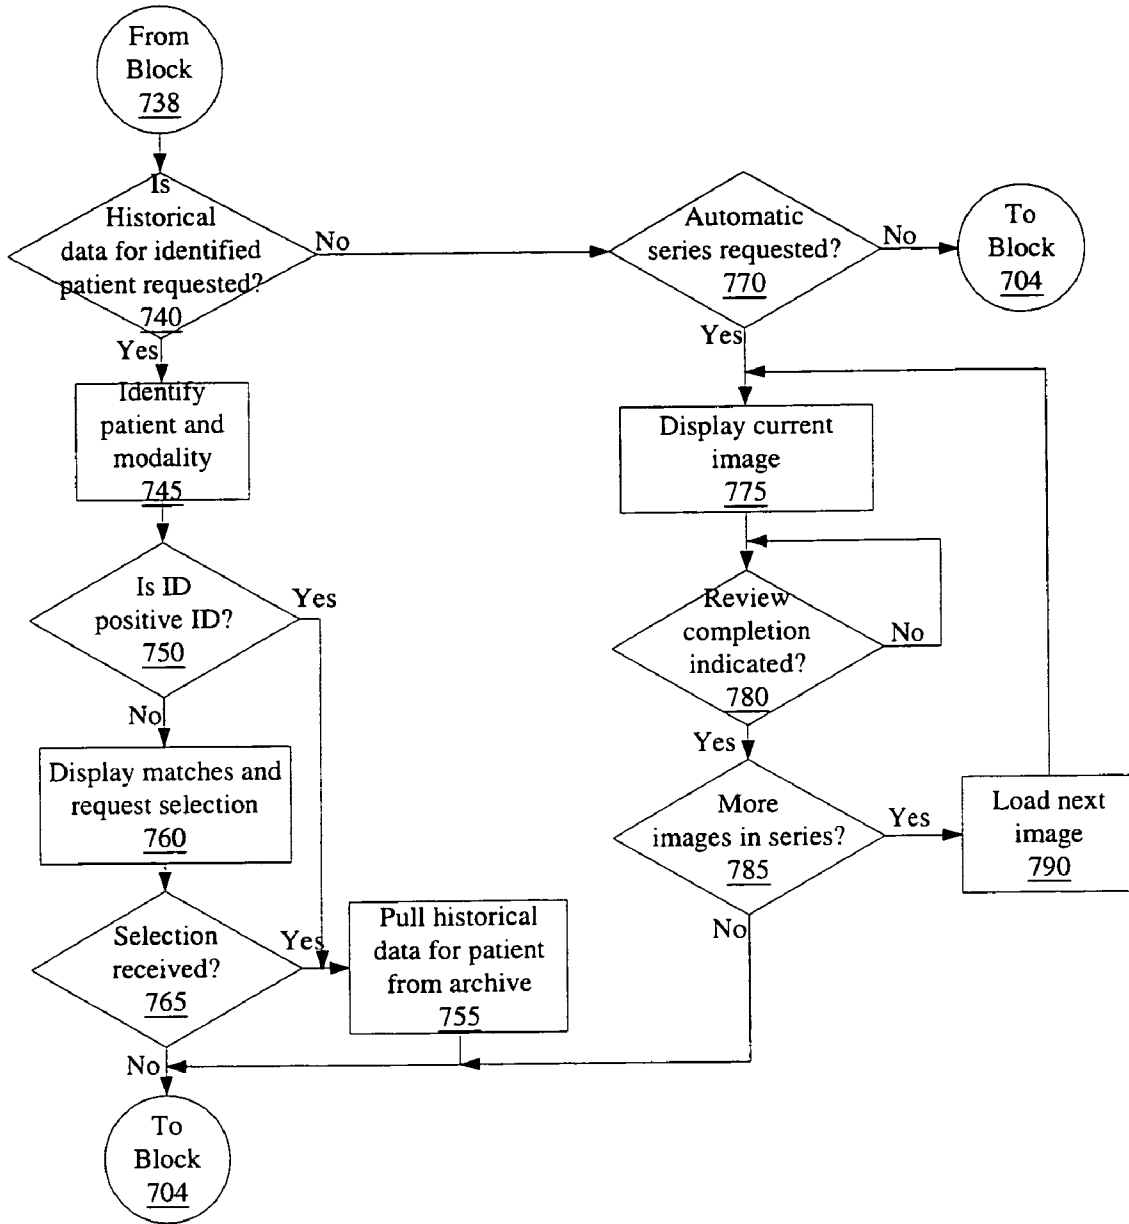 From
Block
738
Is
Historical
data for identified
patient requested?
740
No
Yes
Identify
patient and
modality
745
Is ID
positive ID?
750
Yes
No
Display matches and
request selection
760
Selection
received?
765
Yes
No
Pull historical
data for patient
from archive
755
To
Block
704
Automatic
series requested?
770
No
To
Block
704
Yes
Display current
image
775
Review
completion
indicated?
780
No
Yes
More
images in series?
785
Yes
Load next
image
790
No